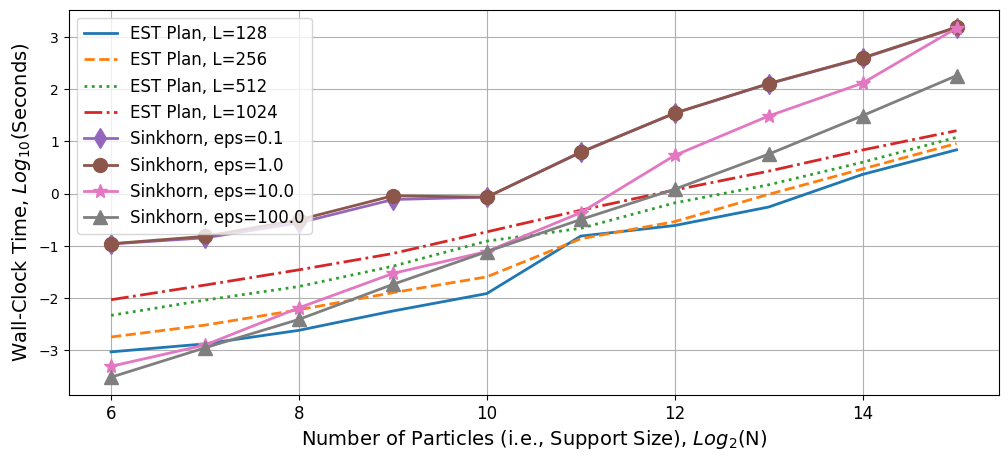 EST Plan, L=128
EST Plan, L=256
EST Plan, L=512
EST Plan, L=1024
Sinkhorn, eps=0.1
Sinkhorn, eps=1.0
Sinkhorn, eps=10.0
Sinkhorn, eps=100.0
Wall-Clock Time, Log₁₀(Seconds)
3
2
1
0
−1
−2
−3
6 8 10 12 14
Number of Particles (i.e., Support Size), Log₂(N)